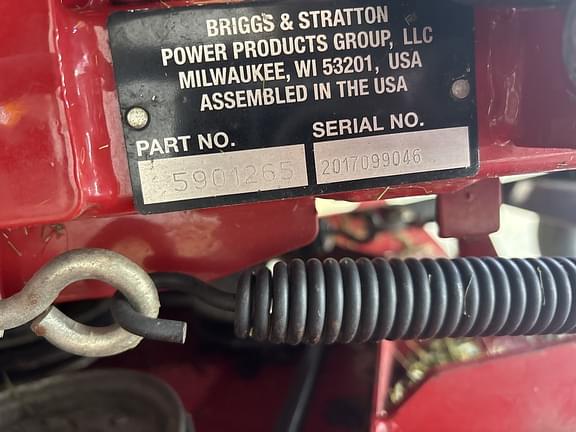 BRIGGS & STRATTON
POWER PRODUCTS GROUP, LLC
MILWAUKEE, WI 53201, USA
ASSEMBLED IN THE USA
PART NO. SERIAL NO.
5901265 2017099046